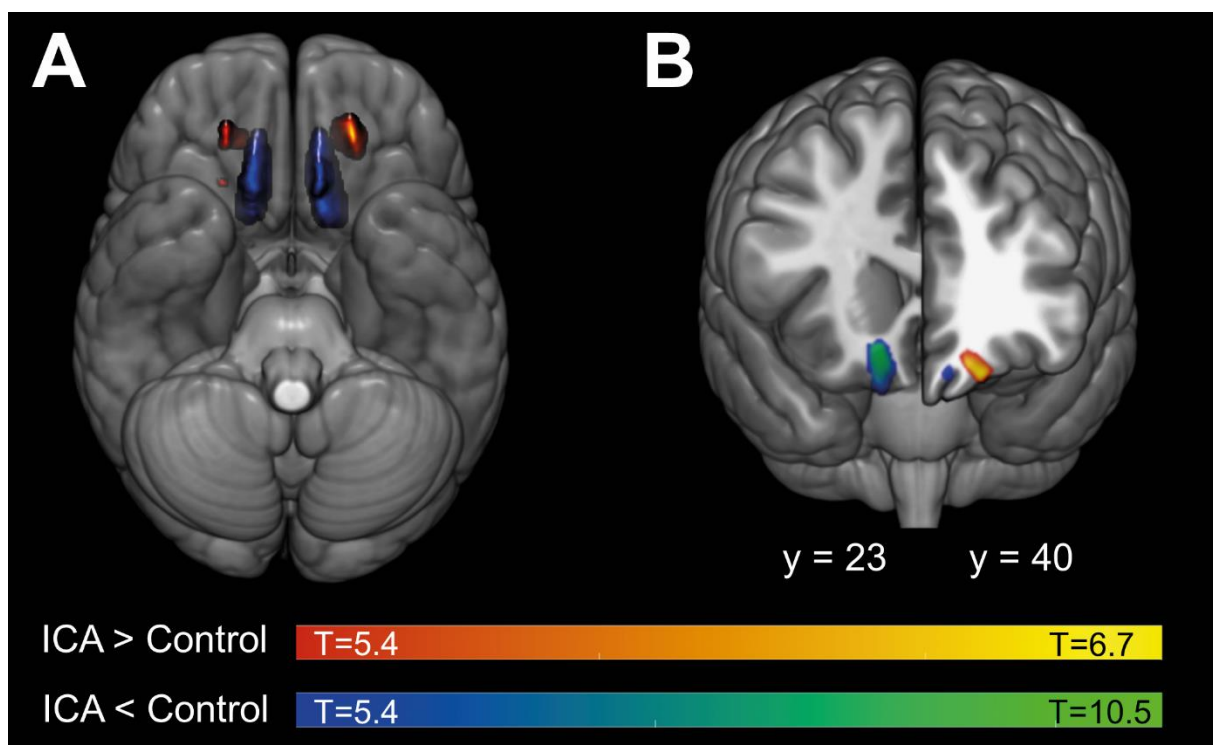 A
B
y = 23
y = 40
ICA > Control
T=5.4
T=6.7
ICA < Control
T=5.4
T=10.5